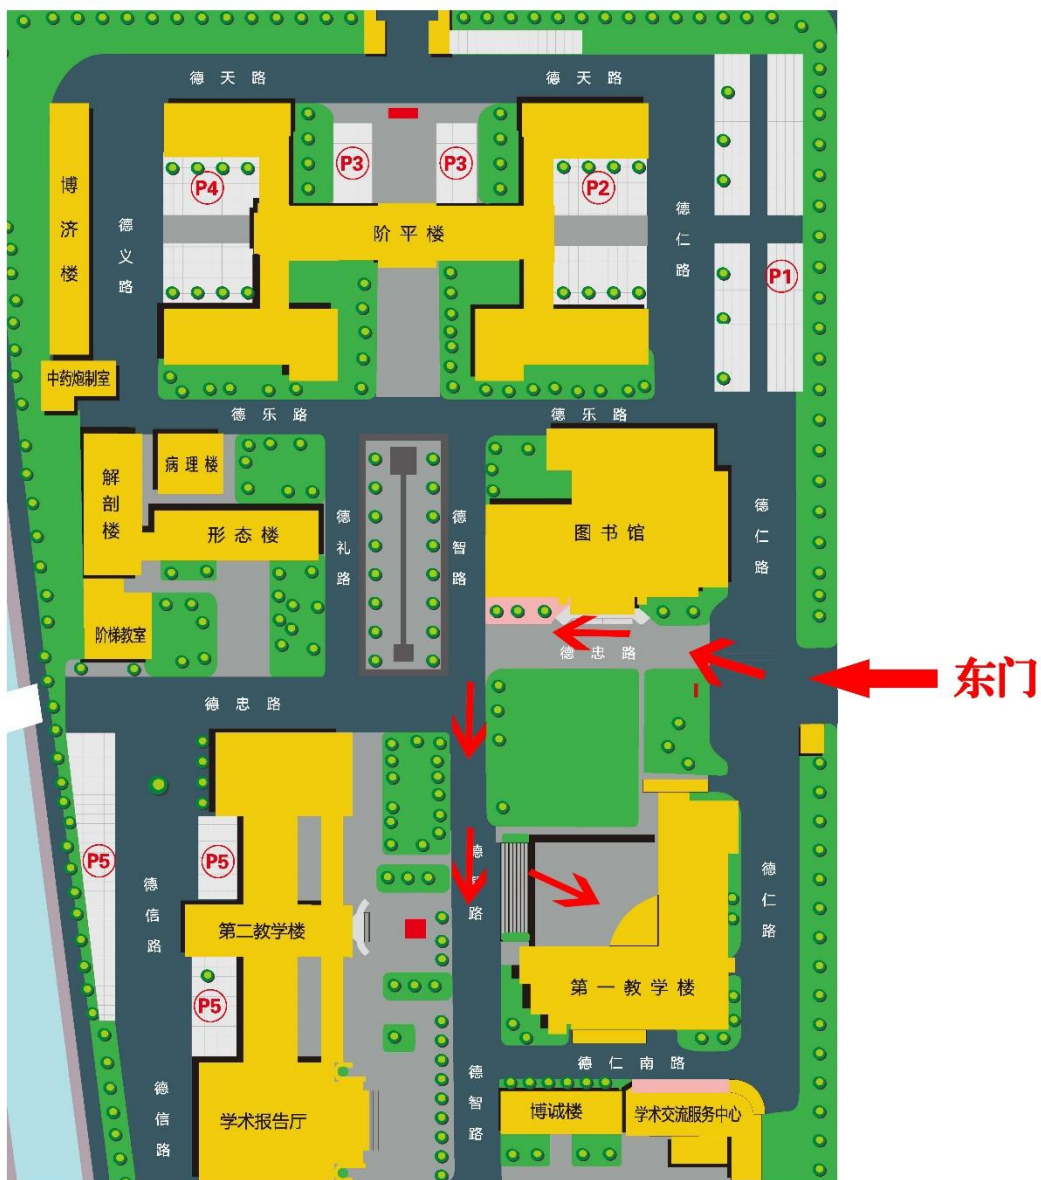 德天路
德天路
P3
P3
P4
P2
博济楼
德义路
阶平楼
德仁路
P1
中药炮制室
德乐路
德乐路
病理楼
解剖楼
形态楼
德礼路
德智路
图书馆
德仁路
阶梯教室
德忠路
东门
德忠路
P5
P5
德信路
德仁路
第二教学楼
第一教学楼
P5
德仁南路
德信路
德智路
学术报告厅
博诚楼
学术交流服务中心